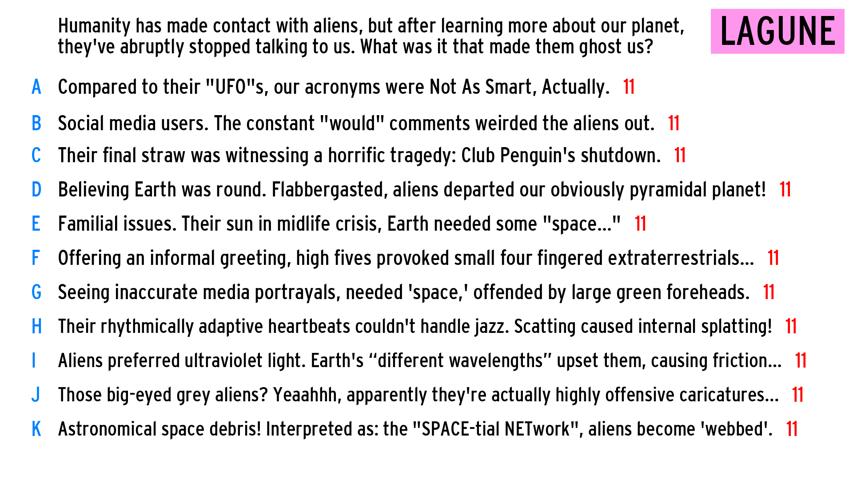 Humanity has made contact with aliens, but after learning more about our planet,
they've abruptly stopped talking to us. What was it that made them ghost us?
LAGUNE
A Compared to their "UFO"s, our acronyms were Not As Smart, Actually. 11
B Social media users. The constant "would" comments weirded the aliens out. 11
C Their final straw was witnessing a horrific tragedy: Club Penguin's shutdown. 11
D Believing Earth was round. Flabbergasted, aliens departed our obviously pyramidal planet! 11
E Familial issues. Their sun in midlife crisis, Earth needed some "space..." 11
F Offering an informal greeting, high fives provoked small four fingered extraterrestrials... 11
G Seeing inaccurate media portrayals, needed 'space,' offended by large green foreheads. 11
H Their rhythmically adaptive heartbeats couldn't handle jazz. Scatting caused internal splatting! 11
I Aliens preferred ultraviolet light. Earth's “different wavelengths” upset them, causing friction... 11
J Those big-eyed grey aliens? Yeaahhh, apparently they're actually highly offensive caricatures... 11
K Astronomical space debris! Interpreted as: the "SPACE-tial NETwork", aliens become 'webbed'. 11